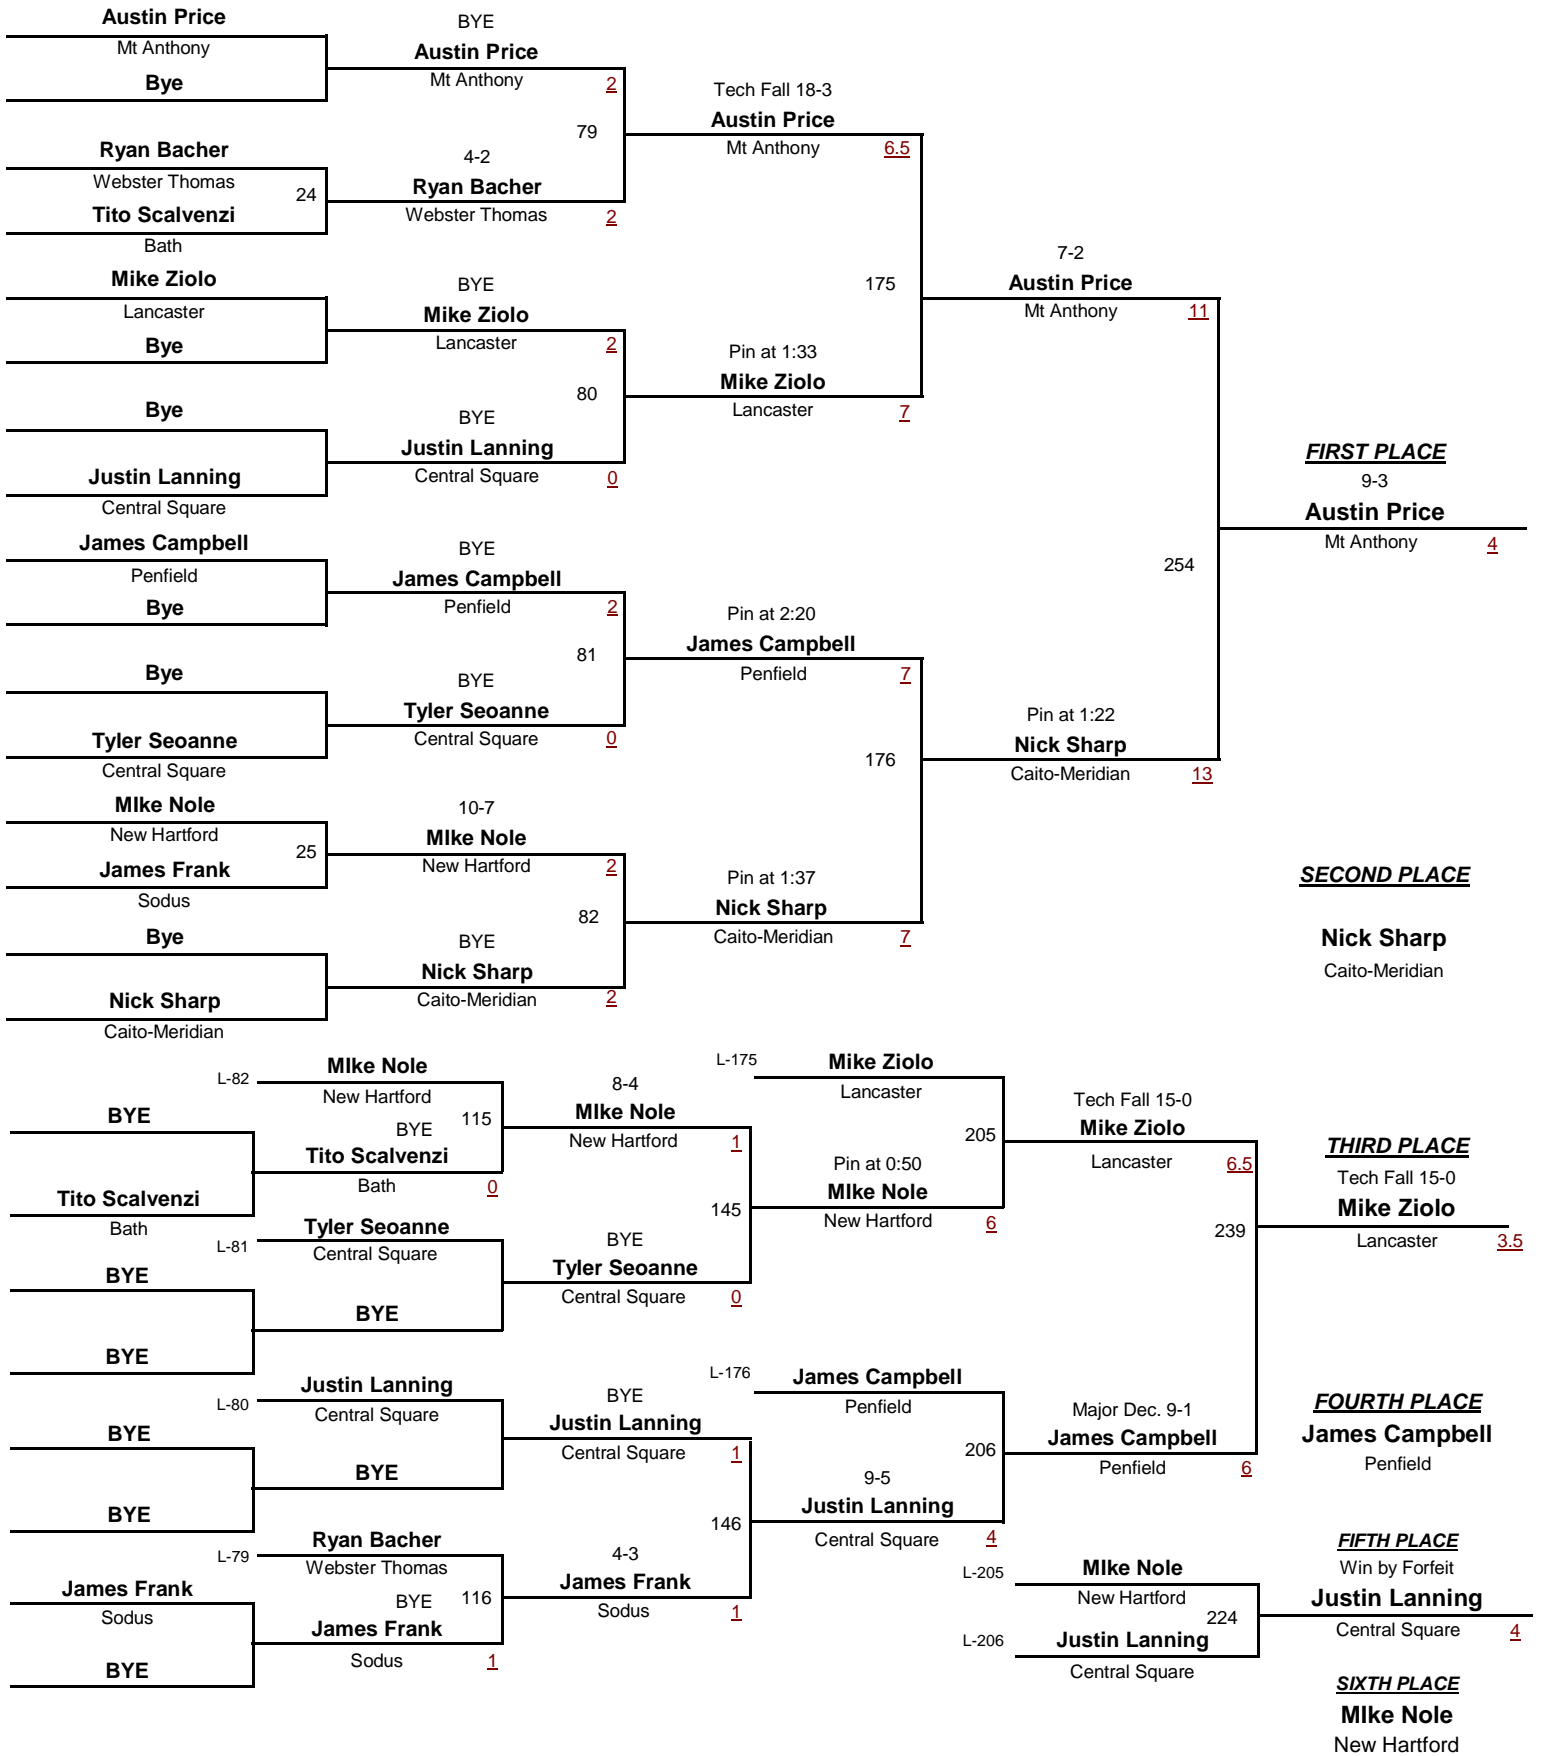 Austin Price
Mt Anthony
Bye
Ryan Bacher
Webster Thomas
24
Tito Scalvenzi
Bath
Mike Ziolo
Lancaster
Bye
Bye
Justin Lanning
Central Square
James Campbell
Penfield
Bye
Bye
Tyler Seoanne
Central Square
MIke Nole
New Hartford
25
James Frank
Sodus
Bye
Nick Sharp
Caito-Meridian
BYE
Austin Price
Mt Anthony
2
79
4-2
Ryan Bacher
Webster Thomas
2
BYE
Mike Ziolo
Lancaster
2
80
BYE
Justin Lanning
Central Square
0
BYE
James Campbell
Penfield
2
81
BYE
Tyler Seoanne
Central Square
0
10-7
MIke Nole
New Hartford
2
82
BYE
Nick Sharp
Caito-Meridian
2
Tech Fall 18-3
Austin Price
Mt Anthony
6.5
175
Pin at 1:33
Mike Ziolo
Lancaster
7
Pin at 2:20
James Campbell
Penfield
7
176
Pin at 1:37
Nick Sharp
Caito-Meridian
7
7-2
Austin Price
Mt Anthony
11
254
Pin at 1:22
Nick Sharp
Caito-Meridian
13
FIRST PLACE
9-3
Austin Price
Mt Anthony
4
SECOND PLACE
Nick Sharp
Caito-Meridian
BYE
Tito Scalvenzi
Bath
BYE
BYE
BYE
BYE
James Frank
Sodus
BYE
L-82
MIke Nole
New Hartford
115
BYE
Tito Scalvenzi
Bath
0
L-81
Tyler Seoanne
Central Square
BYE
L-80
Justin Lanning
Central Square
BYE
L-79
Ryan Bacher
Webster Thomas
116
BYE
James Frank
Sodus
1
8-4
MIke Nole
New Hartford
1
145
BYE
Tyler Seoanne
Central Square
0
BYE
Justin Lanning
Central Square
1
146
4-3
James Frank
Sodus
1
L-175
Mike Ziolo
Lancaster
205
Pin at 0:50
MIke Nole
New Hartford
6
L-176
James Campbell
Penfield
206
9-5
Justin Lanning
Central Square
4
Tech Fall 15-0
Mike Ziolo
Lancaster
6.5
239
Major Dec. 9-1
James Campbell
Penfield
6
L-205
MIke Nole
New Hartford
224
L-206
Justin Lanning
Central Square
THIRD PLACE
Tech Fall 15-0
Mike Ziolo
Lancaster
3.5
FOURTH PLACE
James Campbell
Penfield
FIFTH PLACE
Win by Forfeit
Justin Lanning
Central Square
4
SIXTH PLACE
MIke Nole
New Hartford